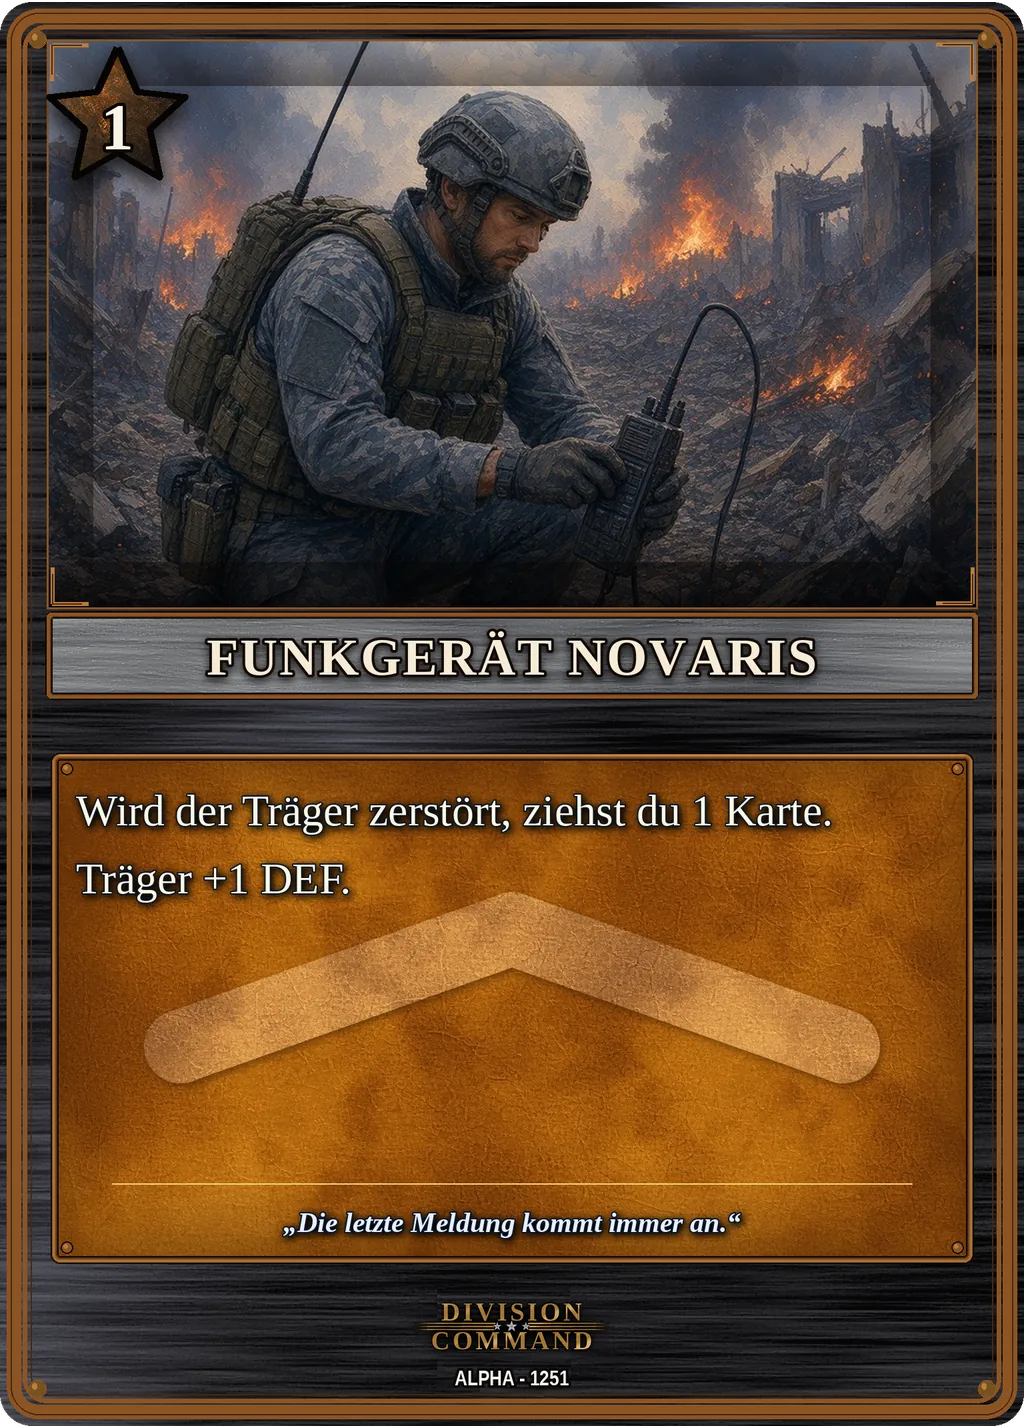 1
FUNKGERÄT NOVARIS
Wird der Träger zerstört, ziehst du 1 Karte.
Träger +1 DEF.
„Die letzte Meldung kommt immer an.“
DIVISION
COMMAND
ALPHA - 1251